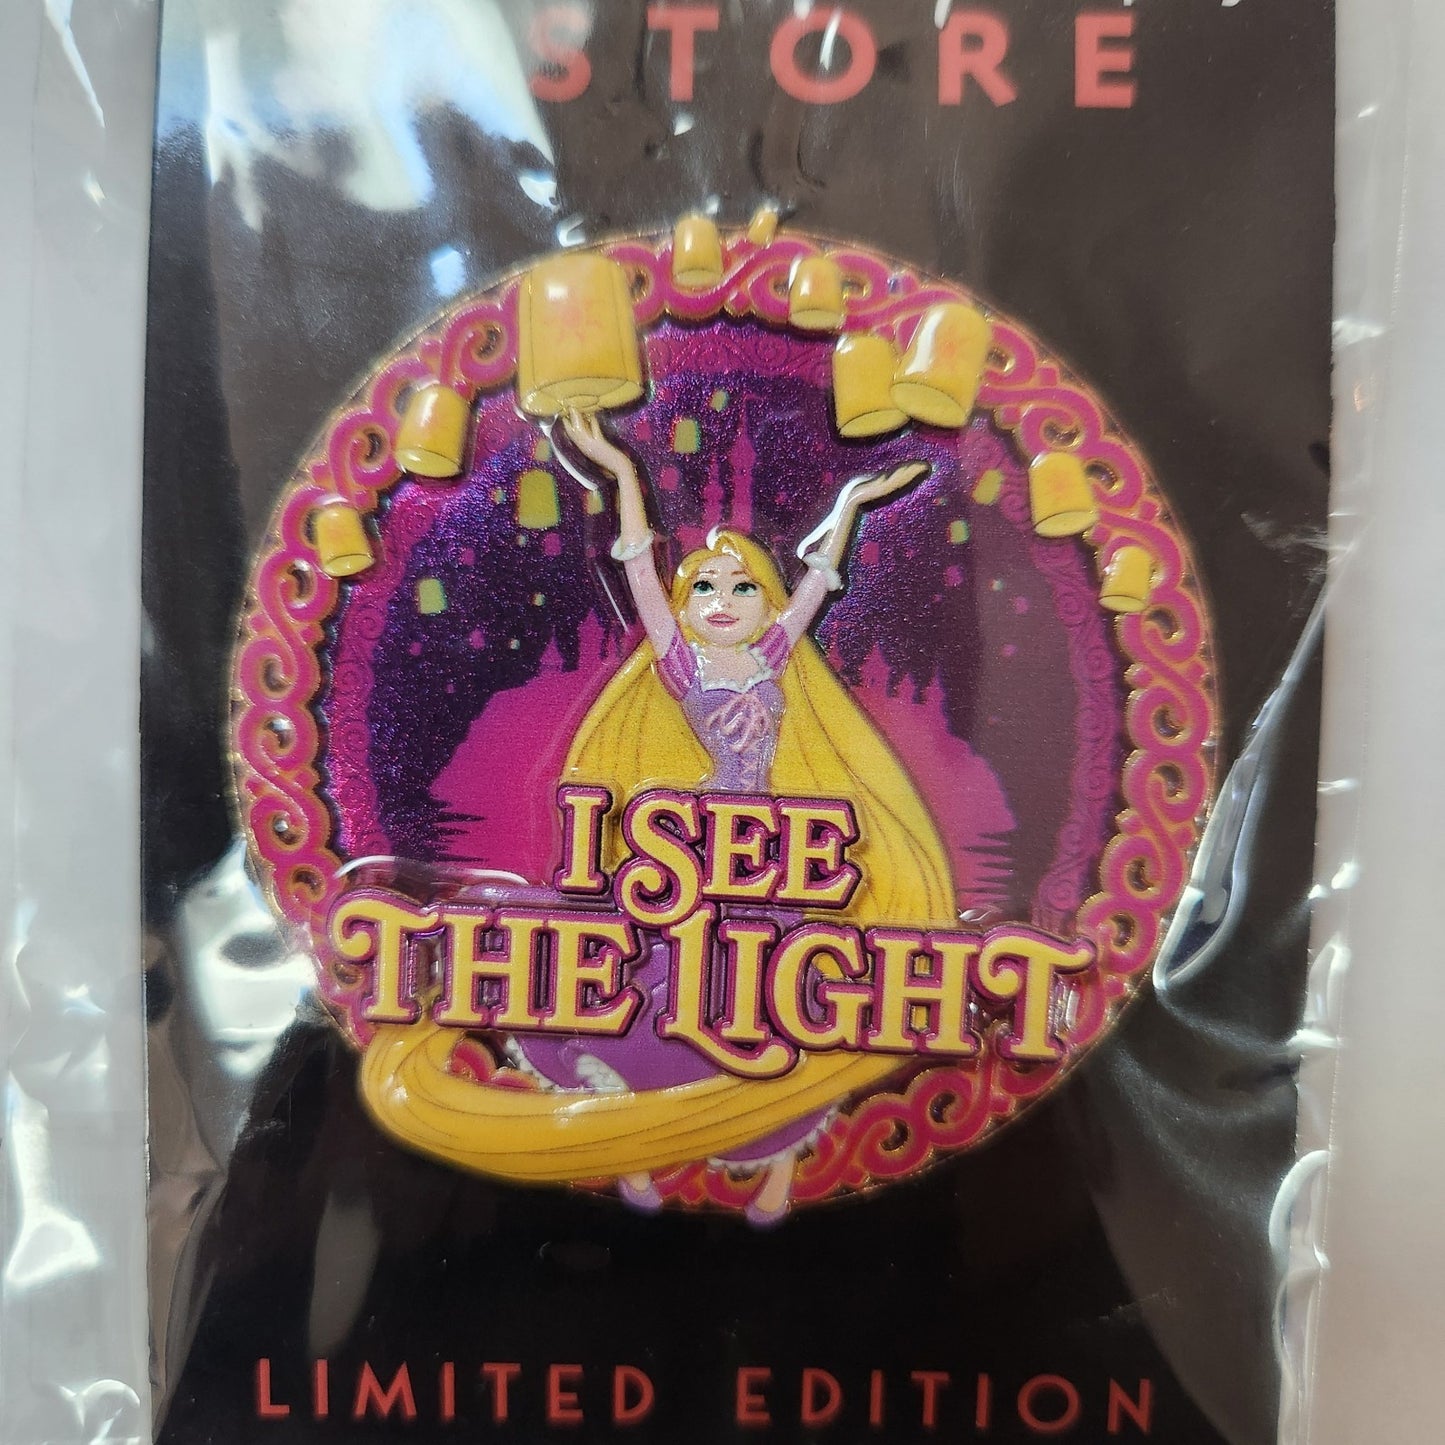 STORE
I SEE
THE LIGHT
LIMITED EDITION